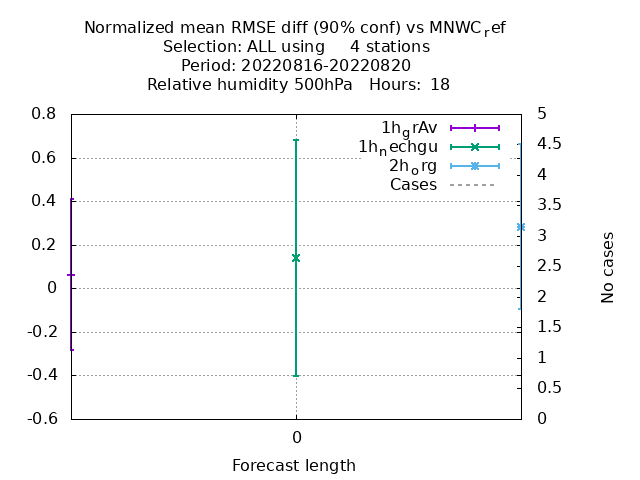 Normalized mean RMSE diff (90% conf) vs MNWC_ref
Selection: ALL using     4 stations
Period: 20220816-20220820
Relative humidity 500hPa   Hours: 18
0.8
0.6
0.4
0.2
0
-0.2
-0.4
-0.6
5
4.5
4
3.5
3
2.5
2
1.5
1
0.5
0
1h_grAv
1h_nechgu
2h_org
Cases
No cases
0
Forecast length